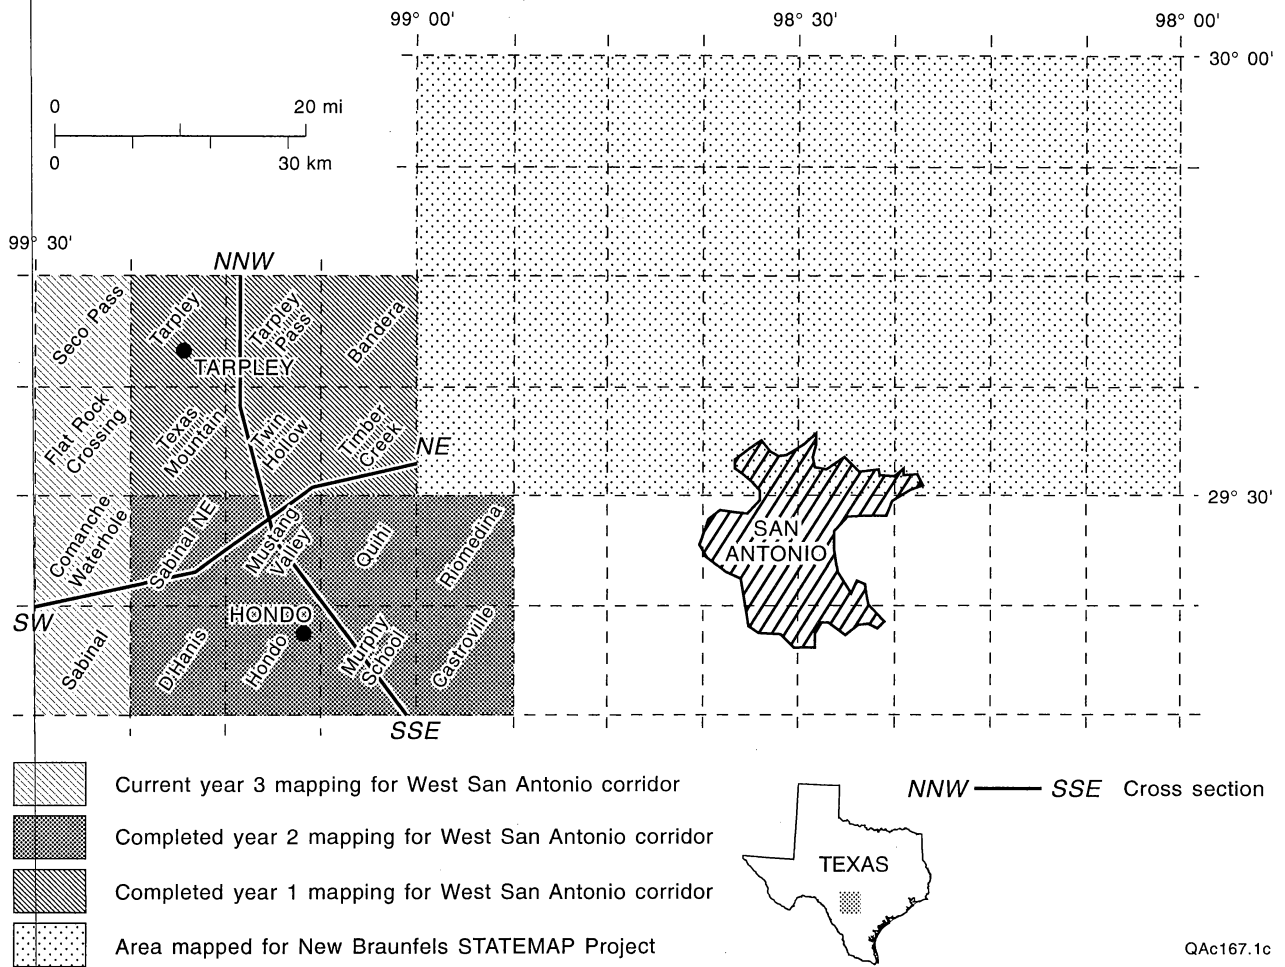 99° 00'
98° 30'
98° 00'
30° 00'
0 20 mi
0 30 km
99° 30'
NNW
Seco Pass
Tarpley
Tarpley
Pass
Bandera
TARPLEY
Flat Rock
Crossing
Texas
Mountain
Twin
Hollow
Timber
Creek
NE
29° 30'
Comanche
Waterhole
Sabinal NE
Mustang
Valley
Quihi
Riomedina
SAN
ANTONIO
SW
HONDO
Sabinal
D'Hanis
Hondo
Murphy
School
Castroville
SSE
Current year 3 mapping for West San Antonio corridor
NNW SSE Cross section
Completed year 2 mapping for West San Antonio corridor
TEXAS
Completed year 1 mapping for West San Antonio corridor
Area mapped for New Braunfels STATEMAP Project
QAc167.1c